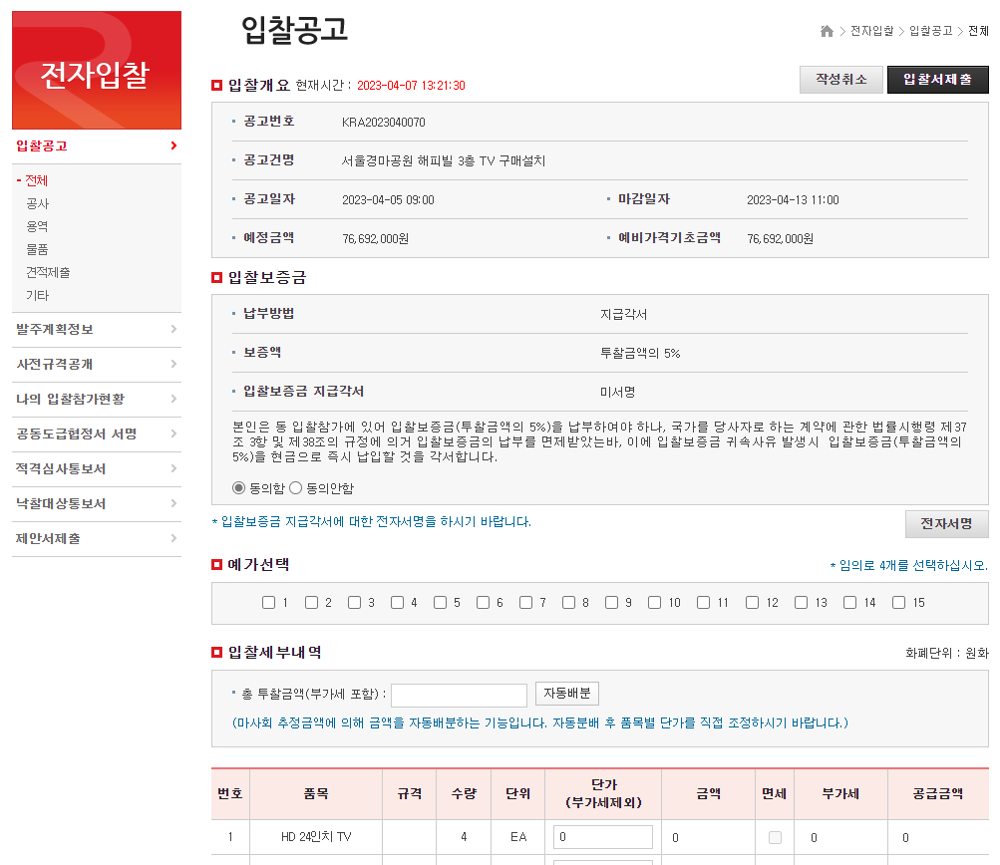 전자입찰
입찰공고
전체
공사
용역
물품
견적제출
기타
발주계획정보
사전규격공개
나의 입찰참가현황
공동도급협정서 서명
적격심사통보서
낙찰대상통보서
제안서제출
입찰공고
> 전자입찰 > 입찰공고 > 전체
입찰개요 현재시간 : 2023-04-07 13:21:30
작성취소 입찰서제출
공고번호 KRA2023040070
공고건명 서울경마공원 해피빌 3층 TV 구매설치
공고일자 2023-04-05 09:00 마감일자 2023-04-13 11:00
예정금액 76,692,000원 예비가격기초금액 76,692,000원
입찰보증금
납부방법 지급각서
보증액 투찰금액의 5%
입찰보증금 지급각서 미서명
본인은 동 입찰참가에 있어 입찰보증금(투찰금액의 5%)을 납부하여야 하나, 국가를 당사자로 하는 계약에 관한 법률시행령 제37
조 3항 및 제38조의 규정에 의거 입찰보증금의 납부를 면제받았는바, 이에 입찰보증금 귀속사유 발생시 입찰보증금(투찰금액의
5%)을 현금으로 즉시 납입할 것을 각서합니다.
동의함 동의안함
* 입찰보증금 지급각서에 대한 전자서명을 하시기 바랍니다.
전자서명
예가선택
* 임의로 4개를 선택하십시오.
1 2 3 4 5 6 7 8 9 10 11 12 13 14 15
입찰세부내역
화폐단위 : 원화
총 투찰금액(부가세 포함) : 자동배분
(마사회 추정금액에 의해 금액을 자동배분하는 기능입니다. 자동분배 후 품목별 단가를 직접 조정하시기 바랍니다.)
번호 품목 규격 수량 단위 단가 (부가세제외) 금액 면세 부가세 공급금액
1 HD 24인치 TV 4 EA 0 0 0 0